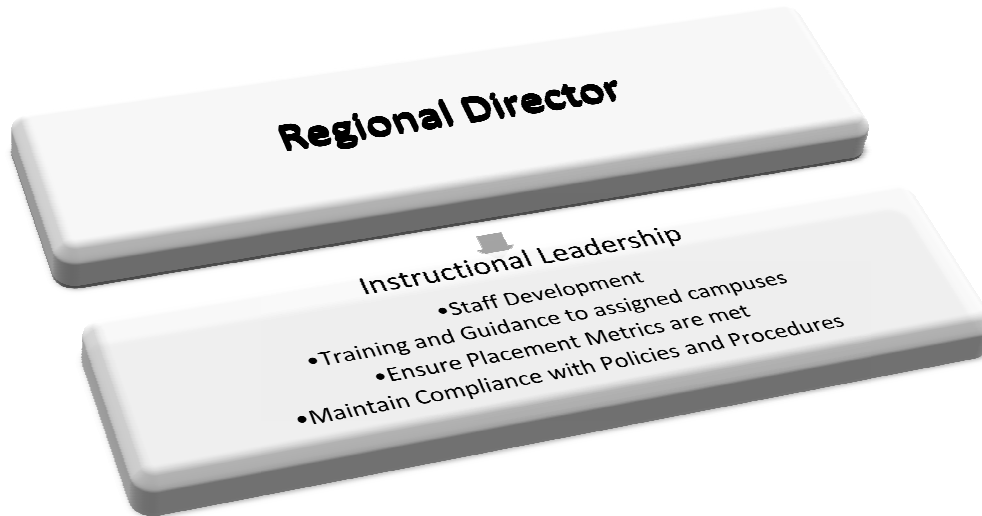 Regional Director
Instructional Leadership
•Staff Development
•Training and Guidance to assigned campuses
•Ensure Placement Metrics are met
•Maintain Compliance with Policies and Procedures